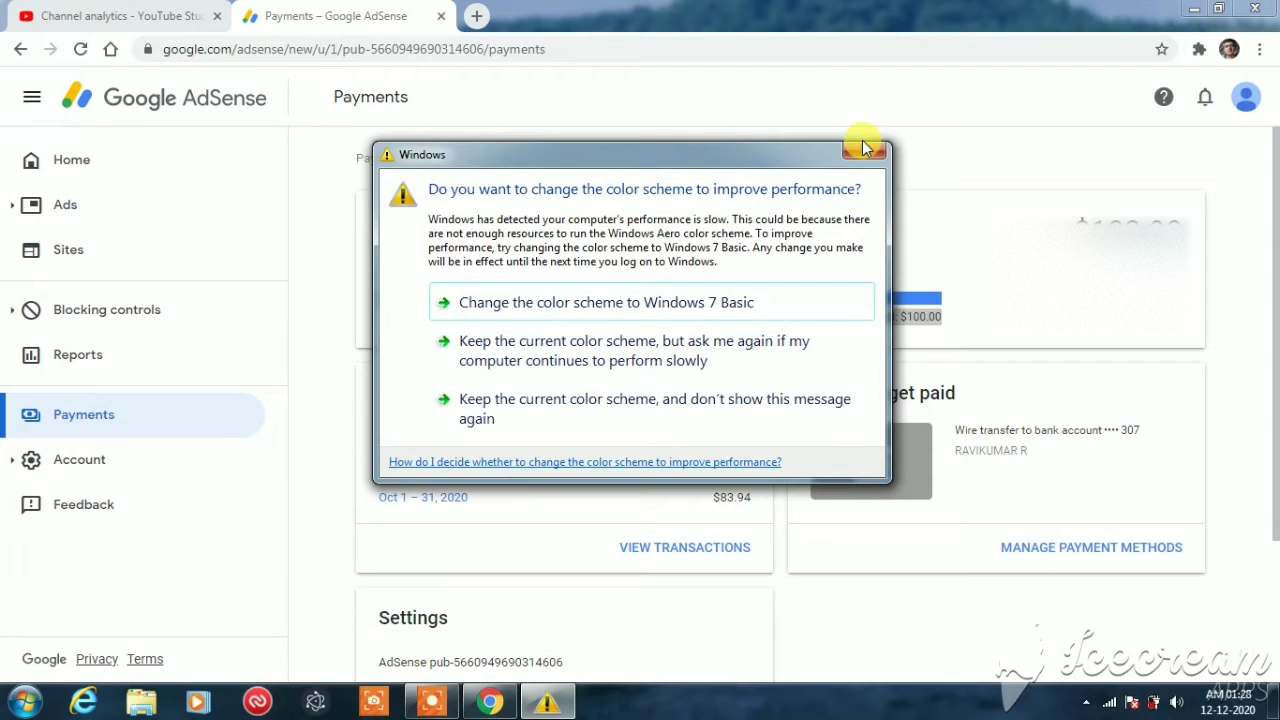 Channel analytics - YouTube Stu
Payments – Google AdSense
google.com/adsense/new/u/1/pub-5660949690314606/payments
Google AdSense
Payments
Home
Ads
Sites
Blocking controls
Reports
Payments
Account
Feedback
Google Privacy Terms
Windows
Do you want to change the color scheme to improve performance?
Windows has detected your computer's performance is slow. This could be because there
are not enough resources to run the Windows Aero color scheme. To improve
performance, try changing the color scheme to Windows 7 Basic. Any change you make
will be in effect until the next time you log on to Windows.
Change the color scheme to Windows 7 Basic
Keep the current color scheme, but ask me again if my
computer continues to perform slowly
Keep the current color scheme, and don't show this message
again
How do I decide whether to change the color scheme to improve performance?
$100.00
get paid
Wire transfer to bank account •••• 307
RAVIKUMAR R
Oct 1 – 31, 2020 $83.94
VIEW TRANSACTIONS
MANAGE PAYMENT METHODS
Settings
AdSense pub-5660949690314606
Icecream
APPS
AM 01:28
12-12-2020